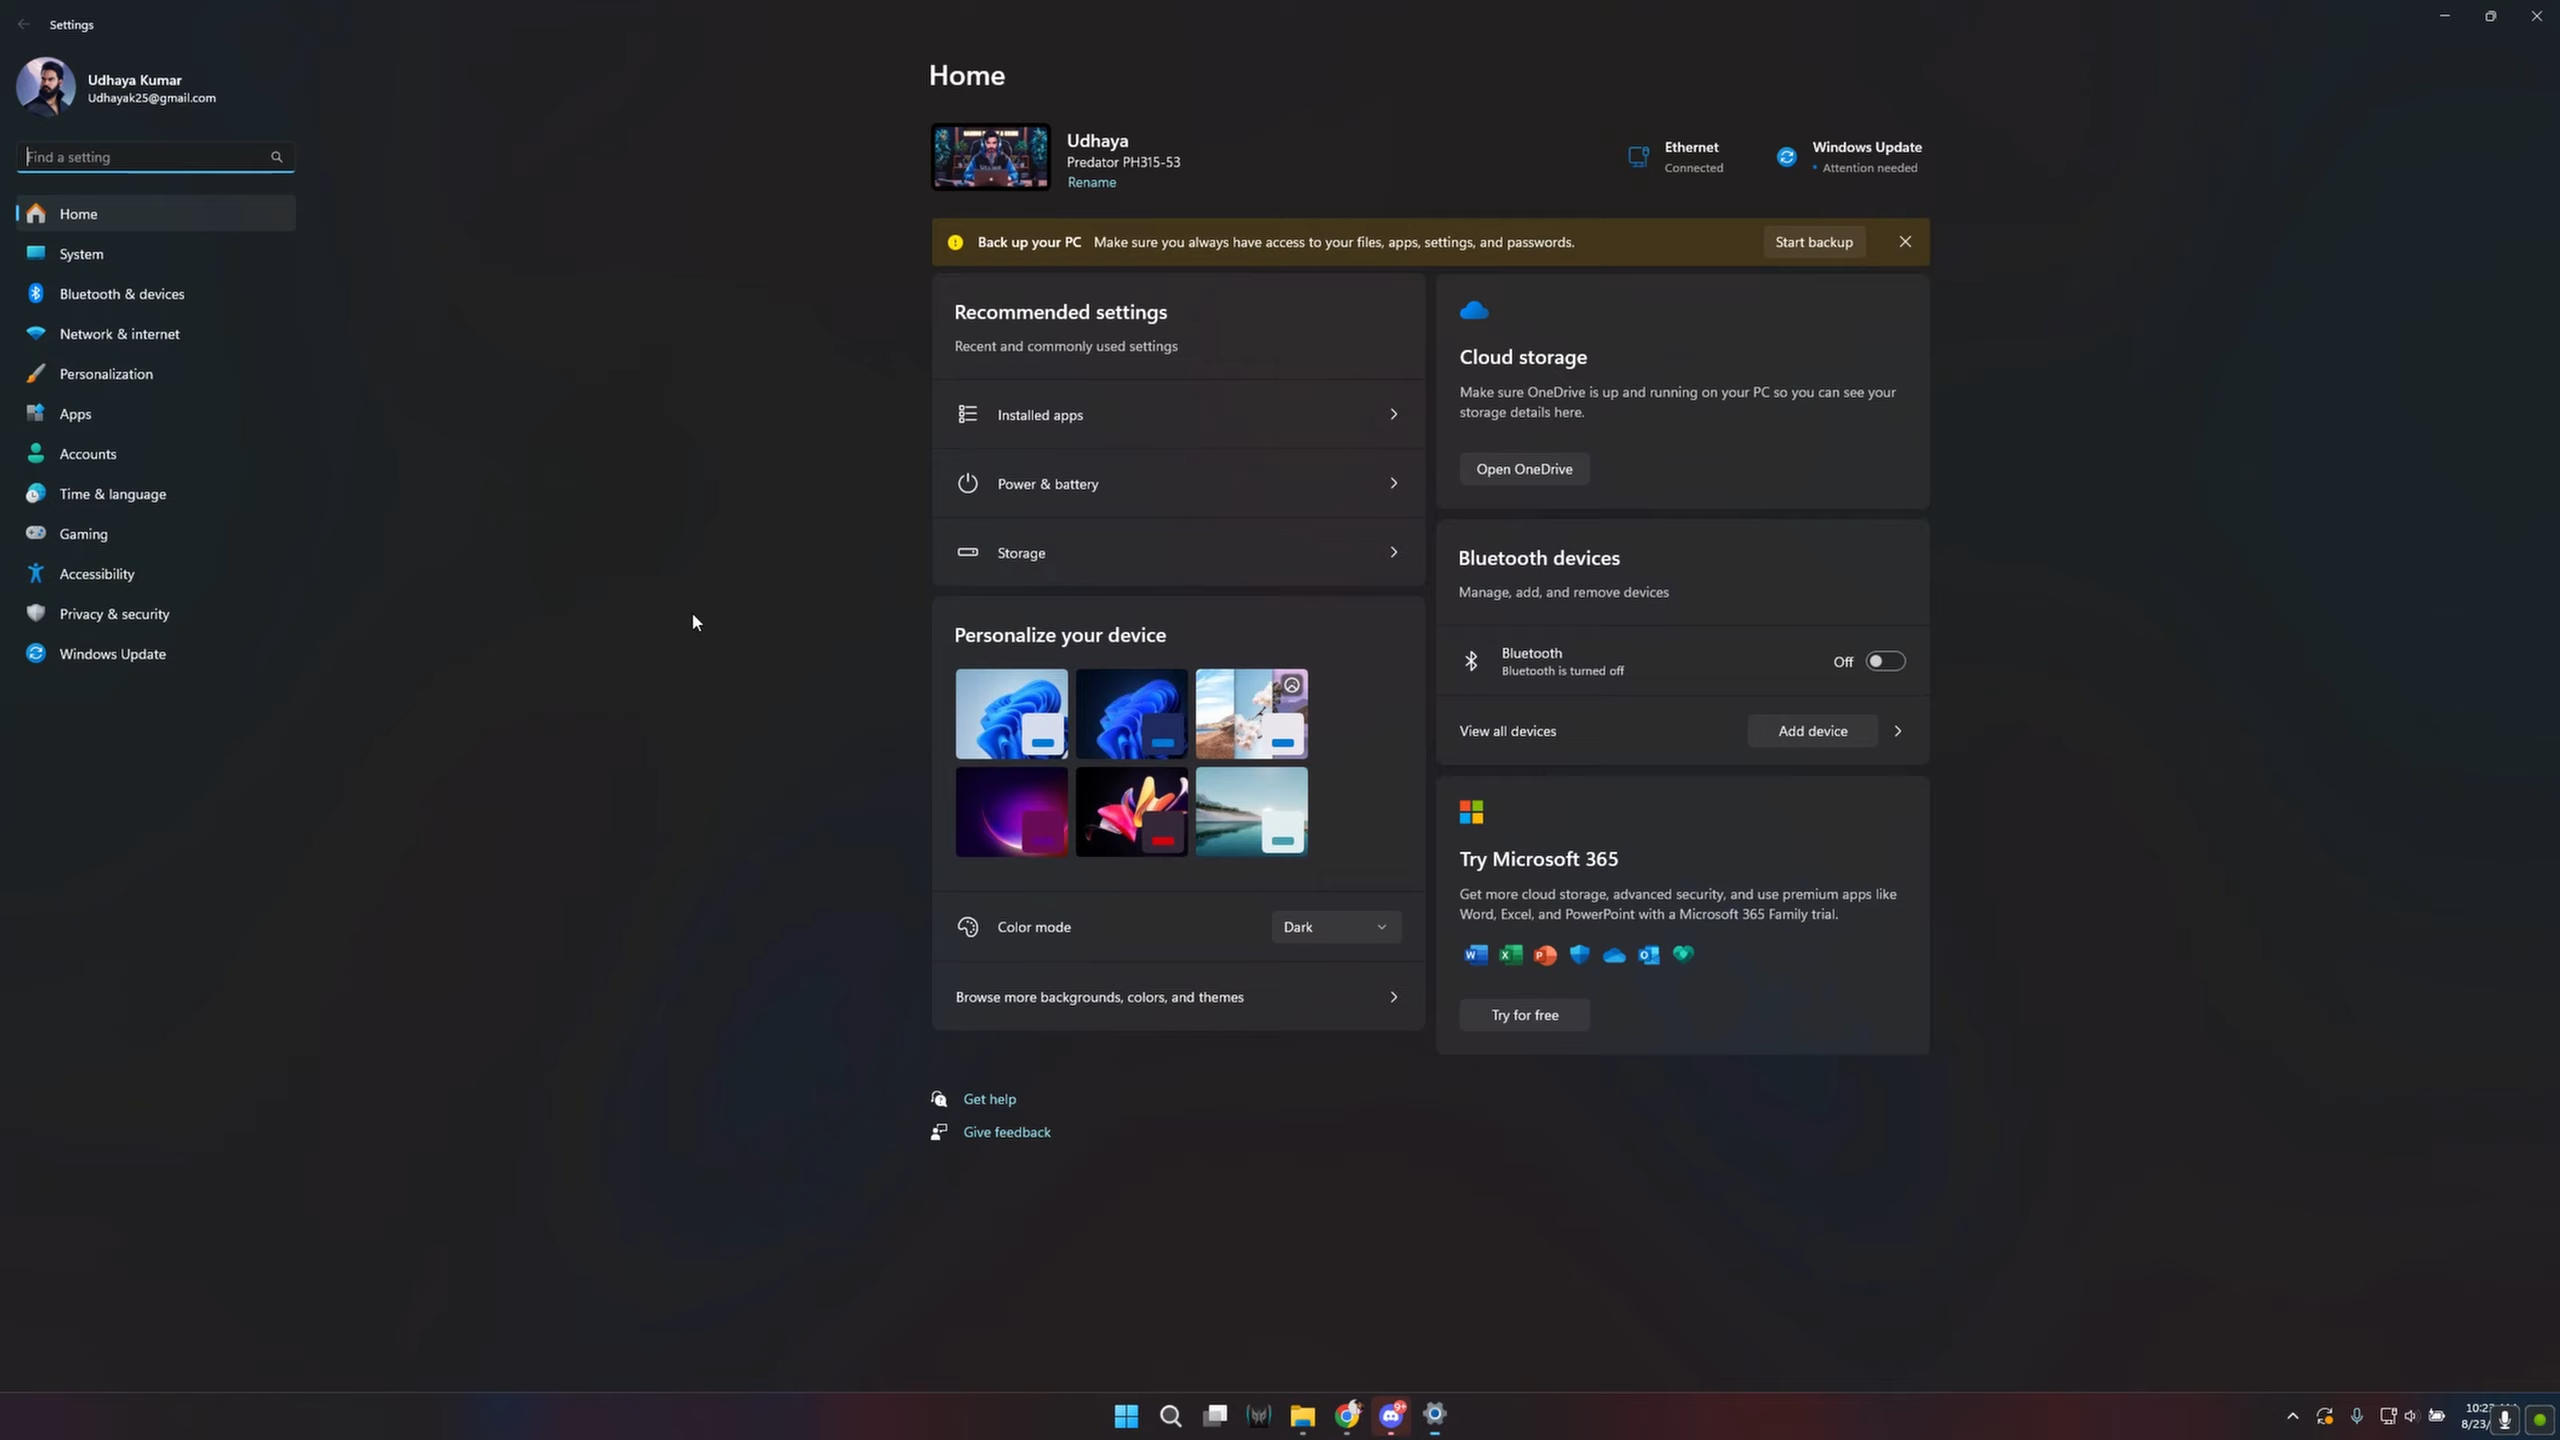 Settings
Udhaya Kumar
Udhayak25@gmail.com
Find a setting
Home
System
Bluetooth & devices
Network & internet
Personalization
Apps
Accounts
Time & language
Gaming
Accessibility
Privacy & security
Windows Update
Home
Udhaya
Predator PH315-53
Rename
Ethernet
Connected
Windows Update
Attention needed
Back up your PC Make sure you always have access to your files, apps, settings, and passwords.
Start backup
Recommended settings
Recent and commonly used settings
Installed apps
Power & battery
Storage
Personalize your device
Color mode
Dark
Browse more backgrounds, colors, and themes
Cloud storage
Make sure OneDrive is up and running on your PC so you can see your
storage details here.
Open OneDrive
Bluetooth devices
Manage, add, and remove devices
Bluetooth
Bluetooth is turned off
Off
View all devices
Add device
Try Microsoft 365
Get more cloud storage, advanced security, and use premium apps like
Word, Excel, and PowerPoint with a Microsoft 365 Family trial.
Try for free
Get help
Give feedback
9+
8/23/